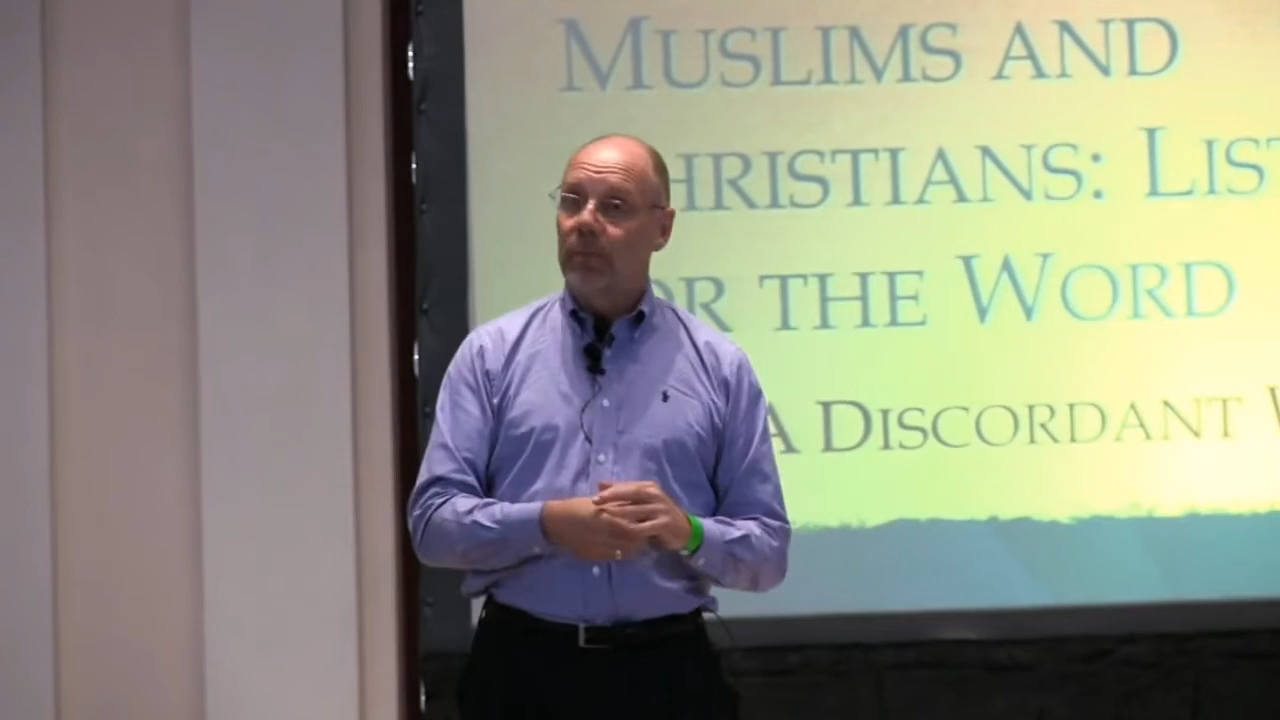 MUSLIMS AND
HRISTIANS: LIST
OR THE WORD
A DISCORDANT